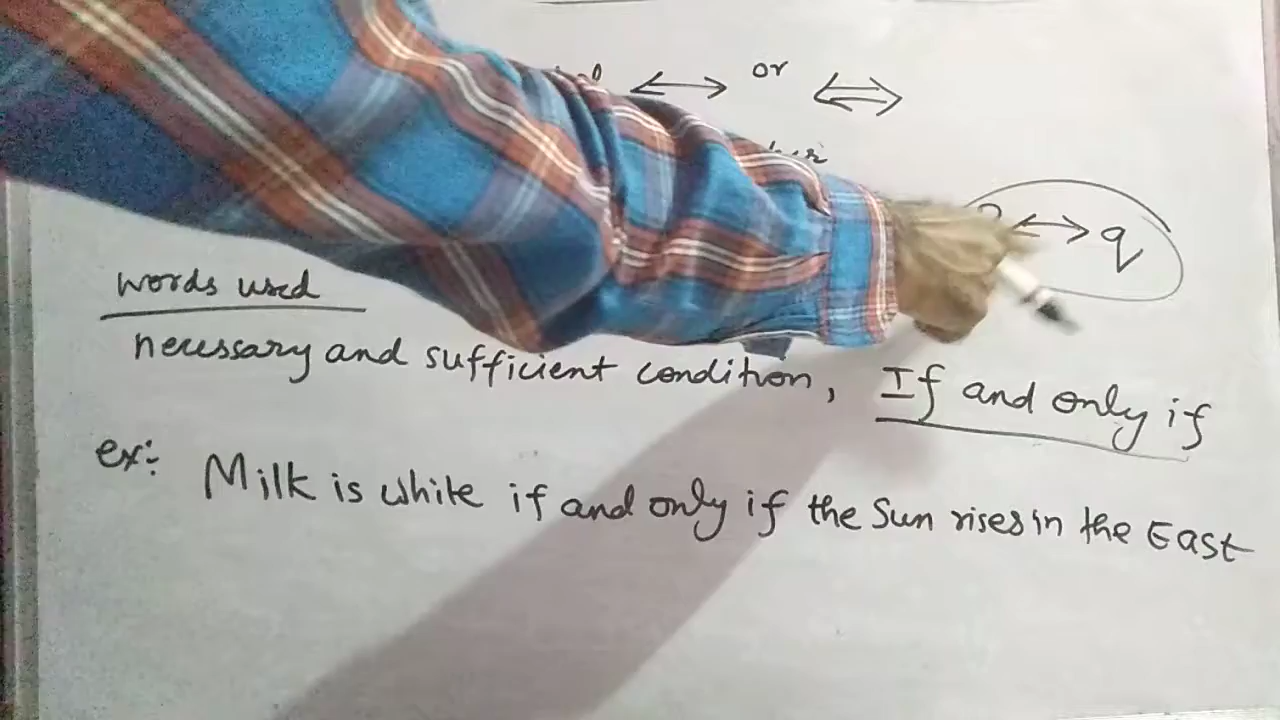 ↔ or ⇔
↔ q
words used
necessary and sufficient condition, If and only if
ex: Milk is white if and only if the Sun rises in the East